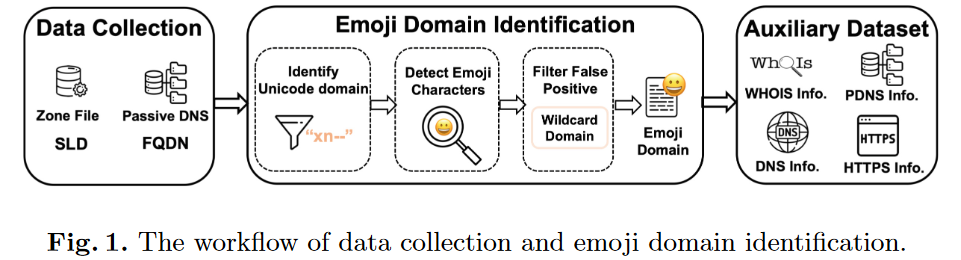 Data Collection
Zone File
SLD
Passive DNS
FQDN
Emoji Domain Identification
Identify
Unicode domain
“xn--”
Detect Emoji
Characters
Filter False
Positive
Wildcard
Domain
Emoji
Domain
Auxiliary Dataset
WhOIs
WHOIS Info.
PDNS Info.
DNS
DNS Info.
HTTPS
HTTPS Info.
Fig. 1. The workflow of data collection and emoji domain identification.